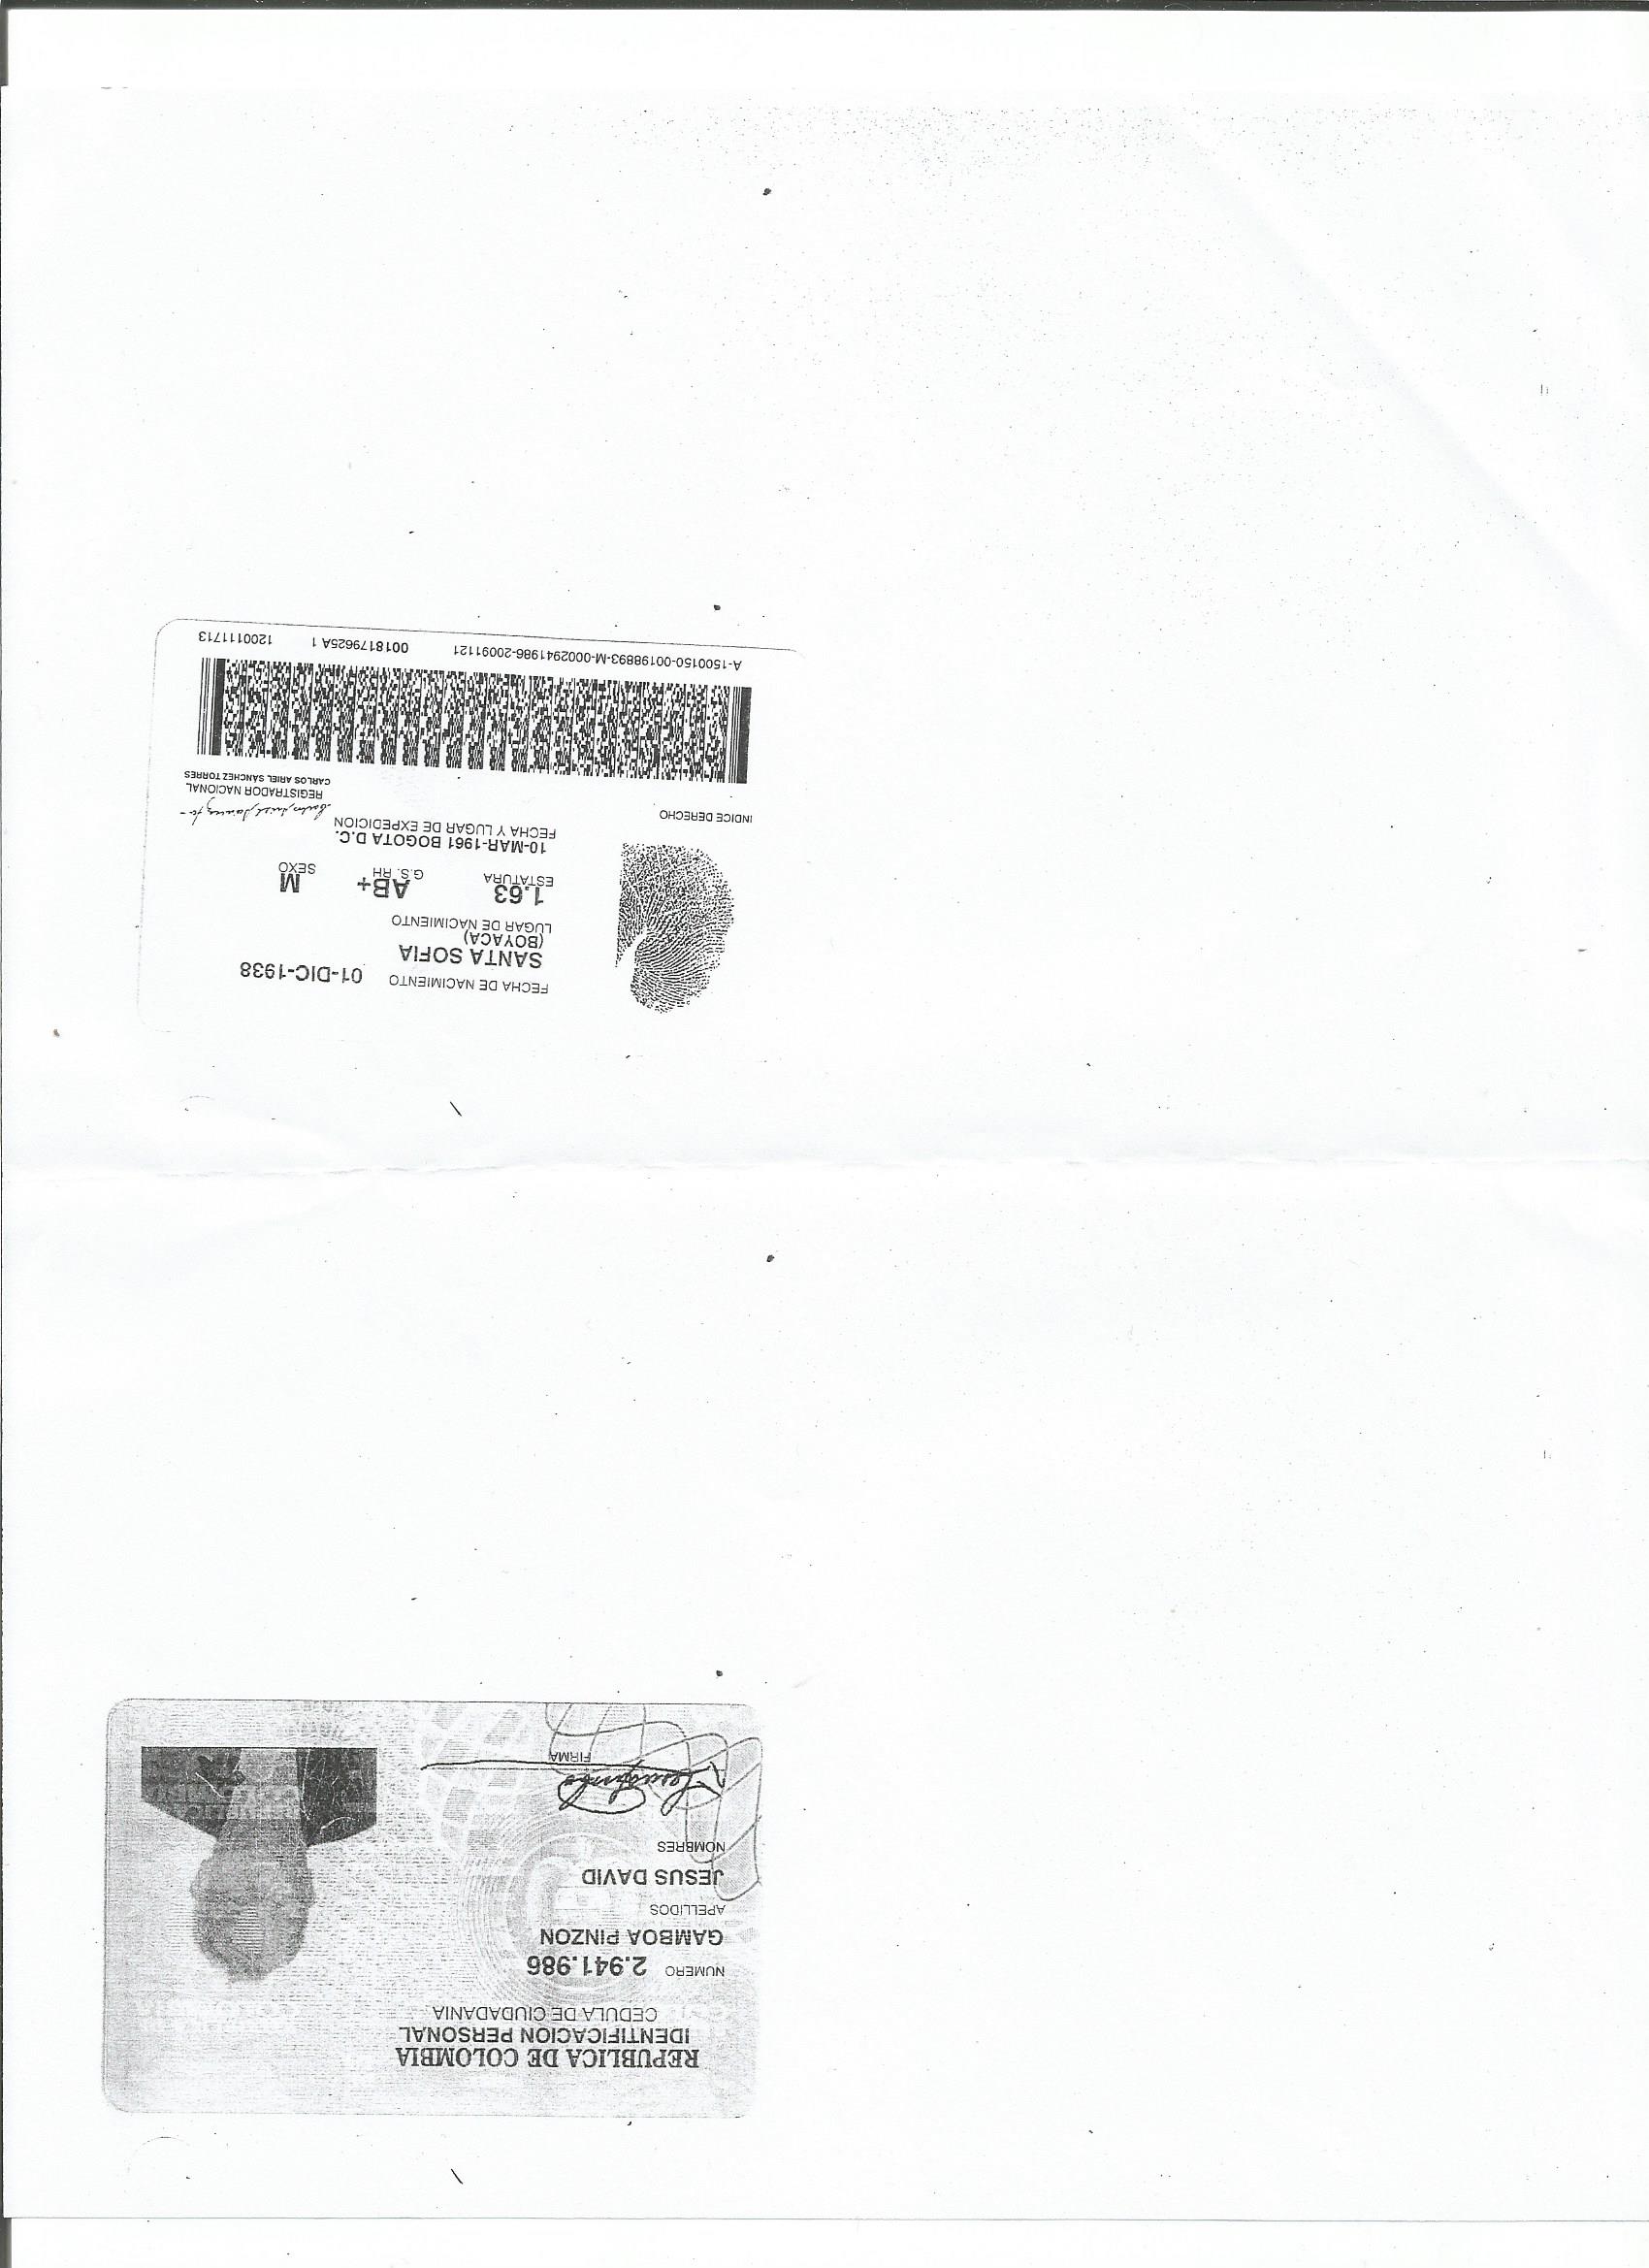 REPUBLICA DE COLOMBIA
IDENTIFICACION PERSONAL
CEDULA DE CIUDADANIA
NUMERO 2.941.986
GAMBOA PINZON
APELLIDOS
JESUS DAVID
NOMBRES
FIRMA
FECHA DE NACIMIENTO 01-DIC-1938
SANTA SOFIA
(BOYACA)
LUGAR DE NACIMIENTO
1.63 AB+ M
ESTATURA G.S. RH SEXO
10-MAR-1961 BOGOTA D.C.
FECHA Y LUGAR DE EXPEDICION
INDICE DERECHO
REGISTRADOR NACIONAL
CARLOS ARIEL SÁNCHEZ TORRES
A-1500150-00198893-M-0002941986-20091121 0018179625A 1 120011713